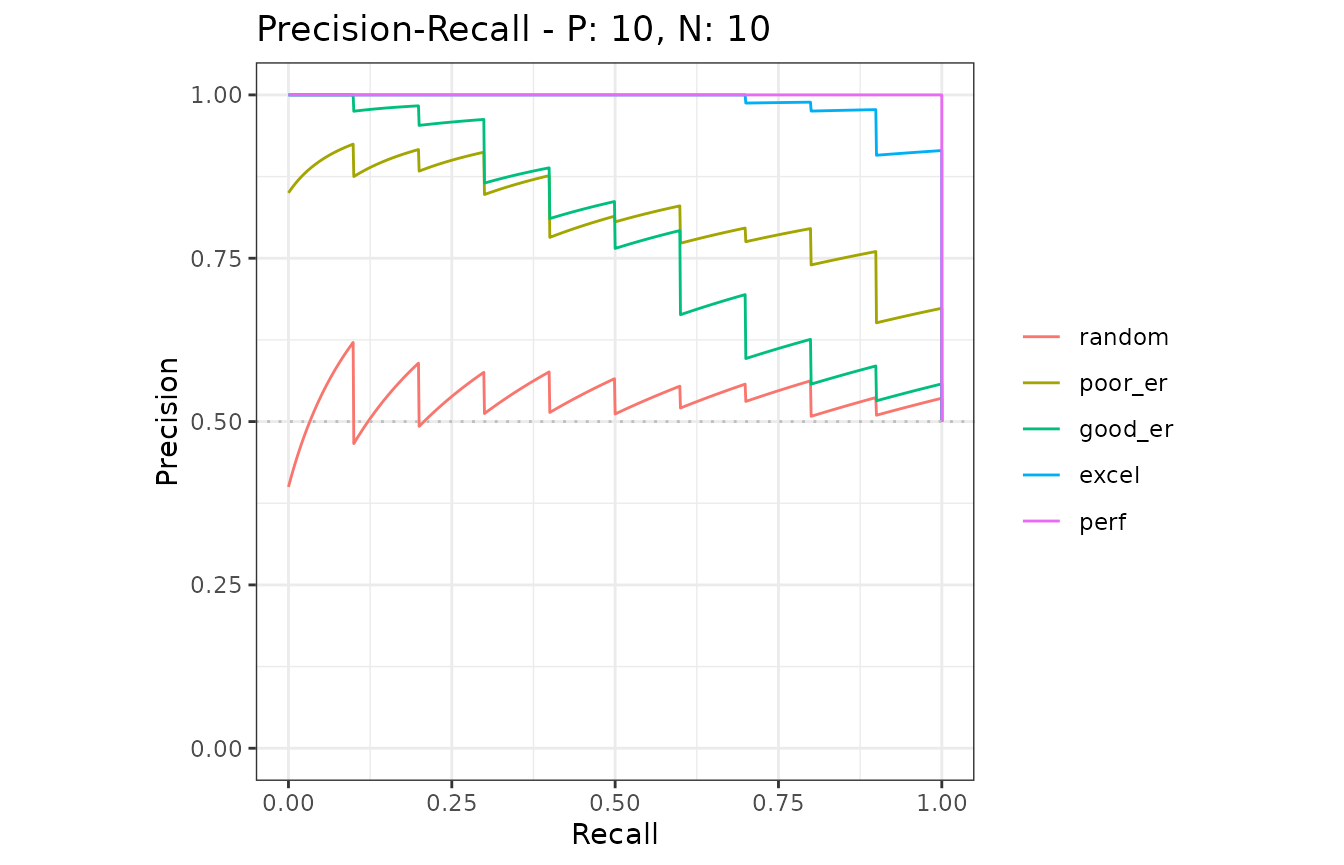 Precision-Recall - P: 10, N: 10
Precision
1.00
0.75
0.50
0.25
0.00
0.00 0.25 0.50 0.75 1.00
Recall
random
poor_er
good_er
excel
perf